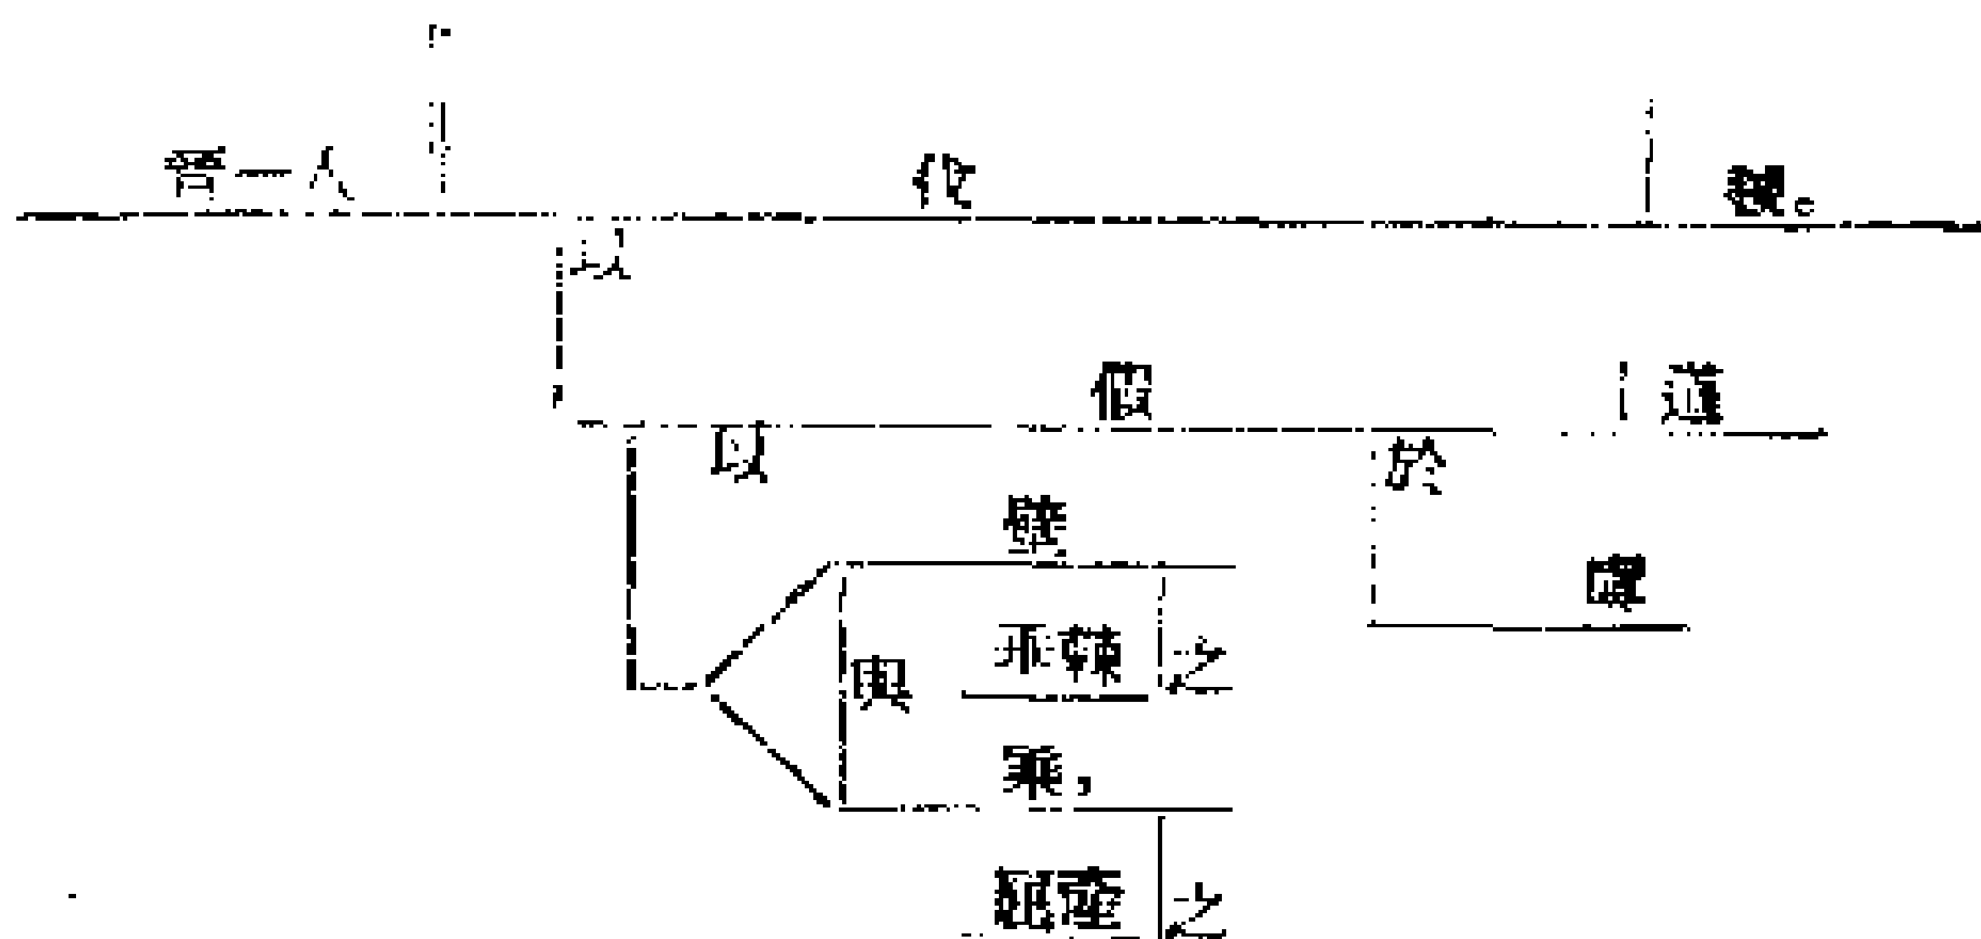 晉一人 伐 虢。
以
假 道
以 於
璧
虞
垂棘 之
與
乘，
屈產 之